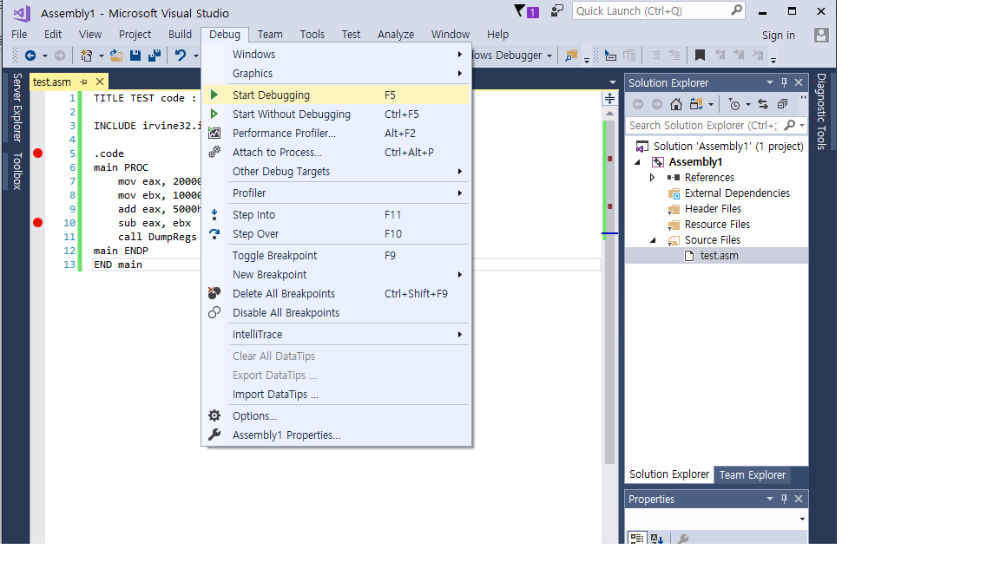 Assembly1 - Microsoft Visual Studio
1
Quick Launch (Ctrl+Q)
File Edit View Project Build Debug Team Tools Test Analyze Window Help
Sign in
Windows Debugger
Server Explorer
Toolbox
test.asm
1 TITLE TEST code :
2
3 INCLUDE irvine32.i
4
5 .code
6 main PROC
7 mov eax, 20000
8 mov ebx, 10000
9 add eax, 5000h
10 sub eax, ebx
11 call DumpRegs
12 main ENDP
13 END main
Windows
Graphics
Start Debugging F5
Start Without Debugging Ctrl+F5
Performance Profiler... Alt+F2
Attach to Process... Ctrl+Alt+P
Other Debug Targets
Profiler
Step Into F11
Step Over F10
Toggle Breakpoint F9
New Breakpoint
Delete All Breakpoints Ctrl+Shift+F9
Disable All Breakpoints
IntelliTrace
Clear All DataTips
Export DataTips ...
Import DataTips ...
Options...
Assembly1 Properties...
Solution Explorer
Search Solution Explorer (Ctrl+;)
Solution 'Assembly1' (1 project)
Assembly1
References
External Dependencies
Header Files
Resource Files
Source Files
test.asm
Solution Explorer Team Explorer
Properties
Diagnostic Tools